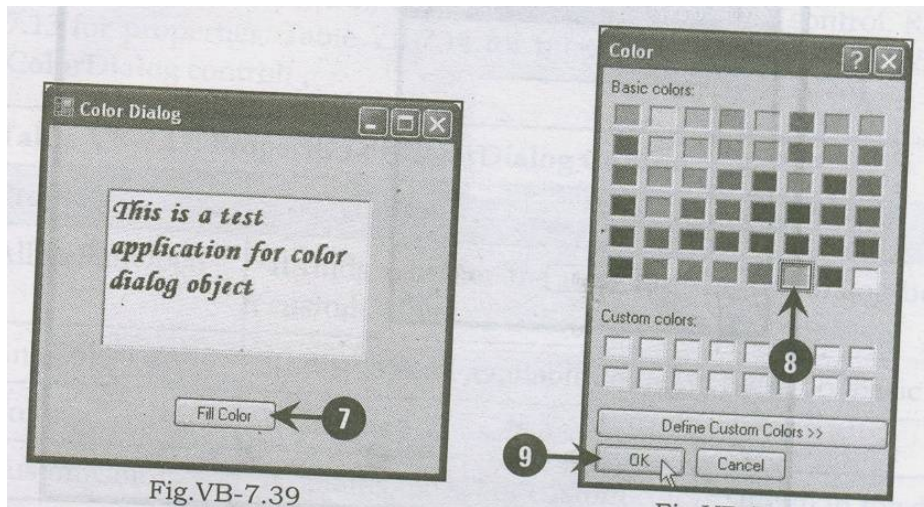 Color Dialog
This is a test
application for color
dialog object
Fill Color
7
Fig.VB-7.39
Color
?
Basic colors:
8
Custom colors:
Define Custom Colors >>
9
OK
Cancel